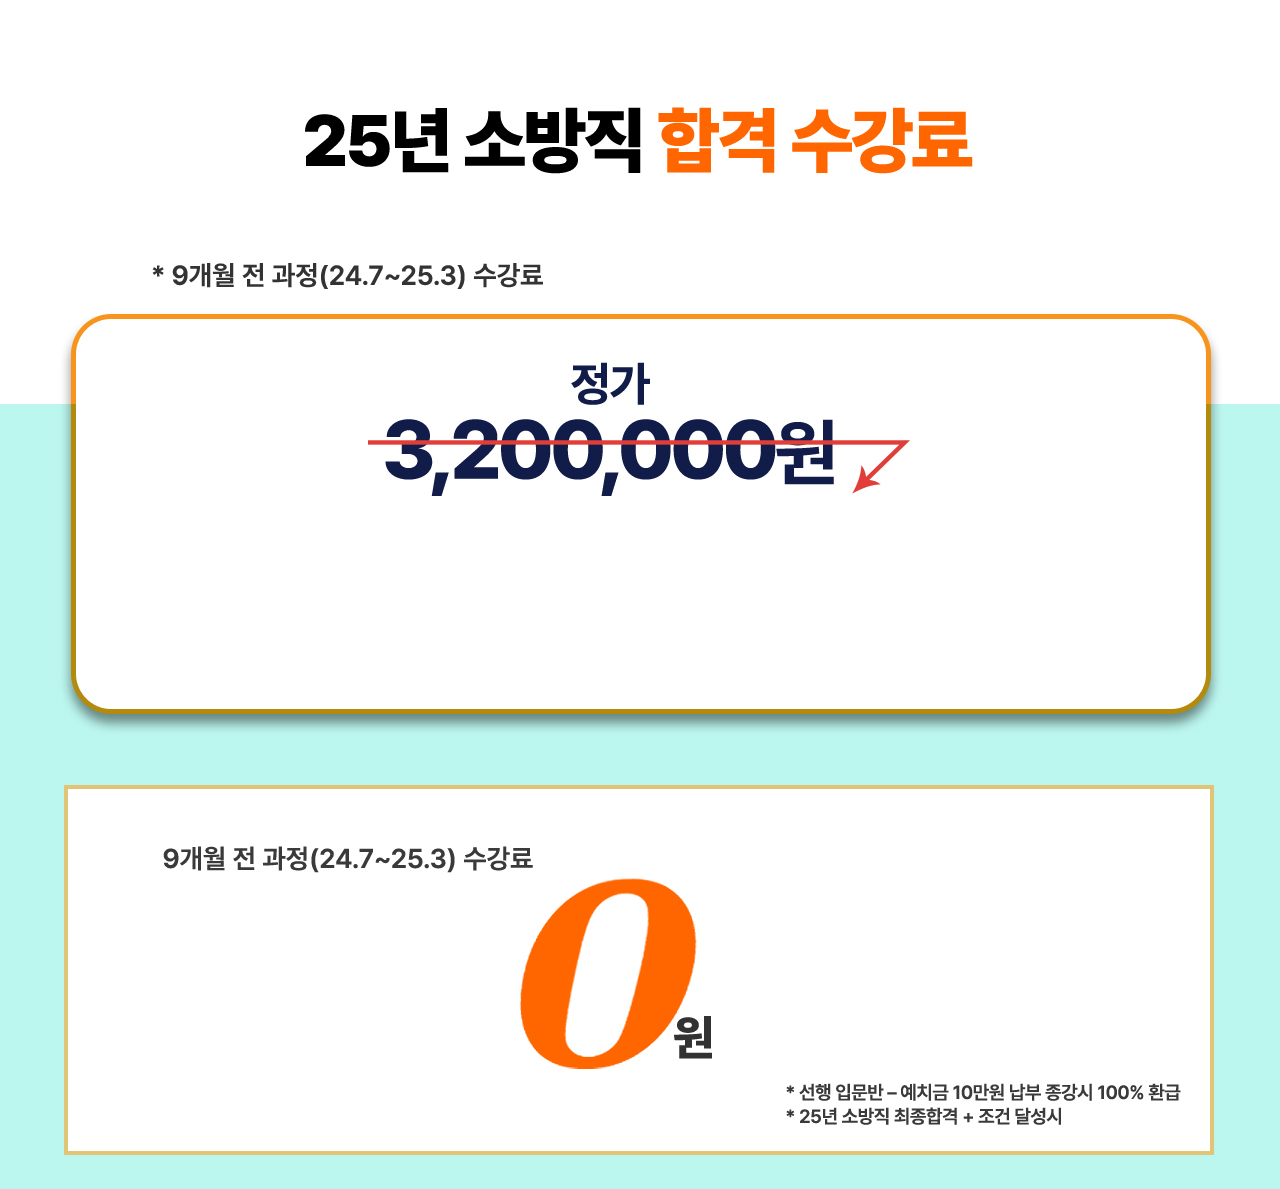 25년 소방직 합격 수강료
* 9개월 전 과정(24.7~25.3) 수강료
정가
3,200,000원
9개월 전 과정(24.7~25.3) 수강료
0원
* 선행 입문반 – 예치금 10만원 납부 종강시 100% 환급
* 25년 소방직 최종합격 + 조건 달성시